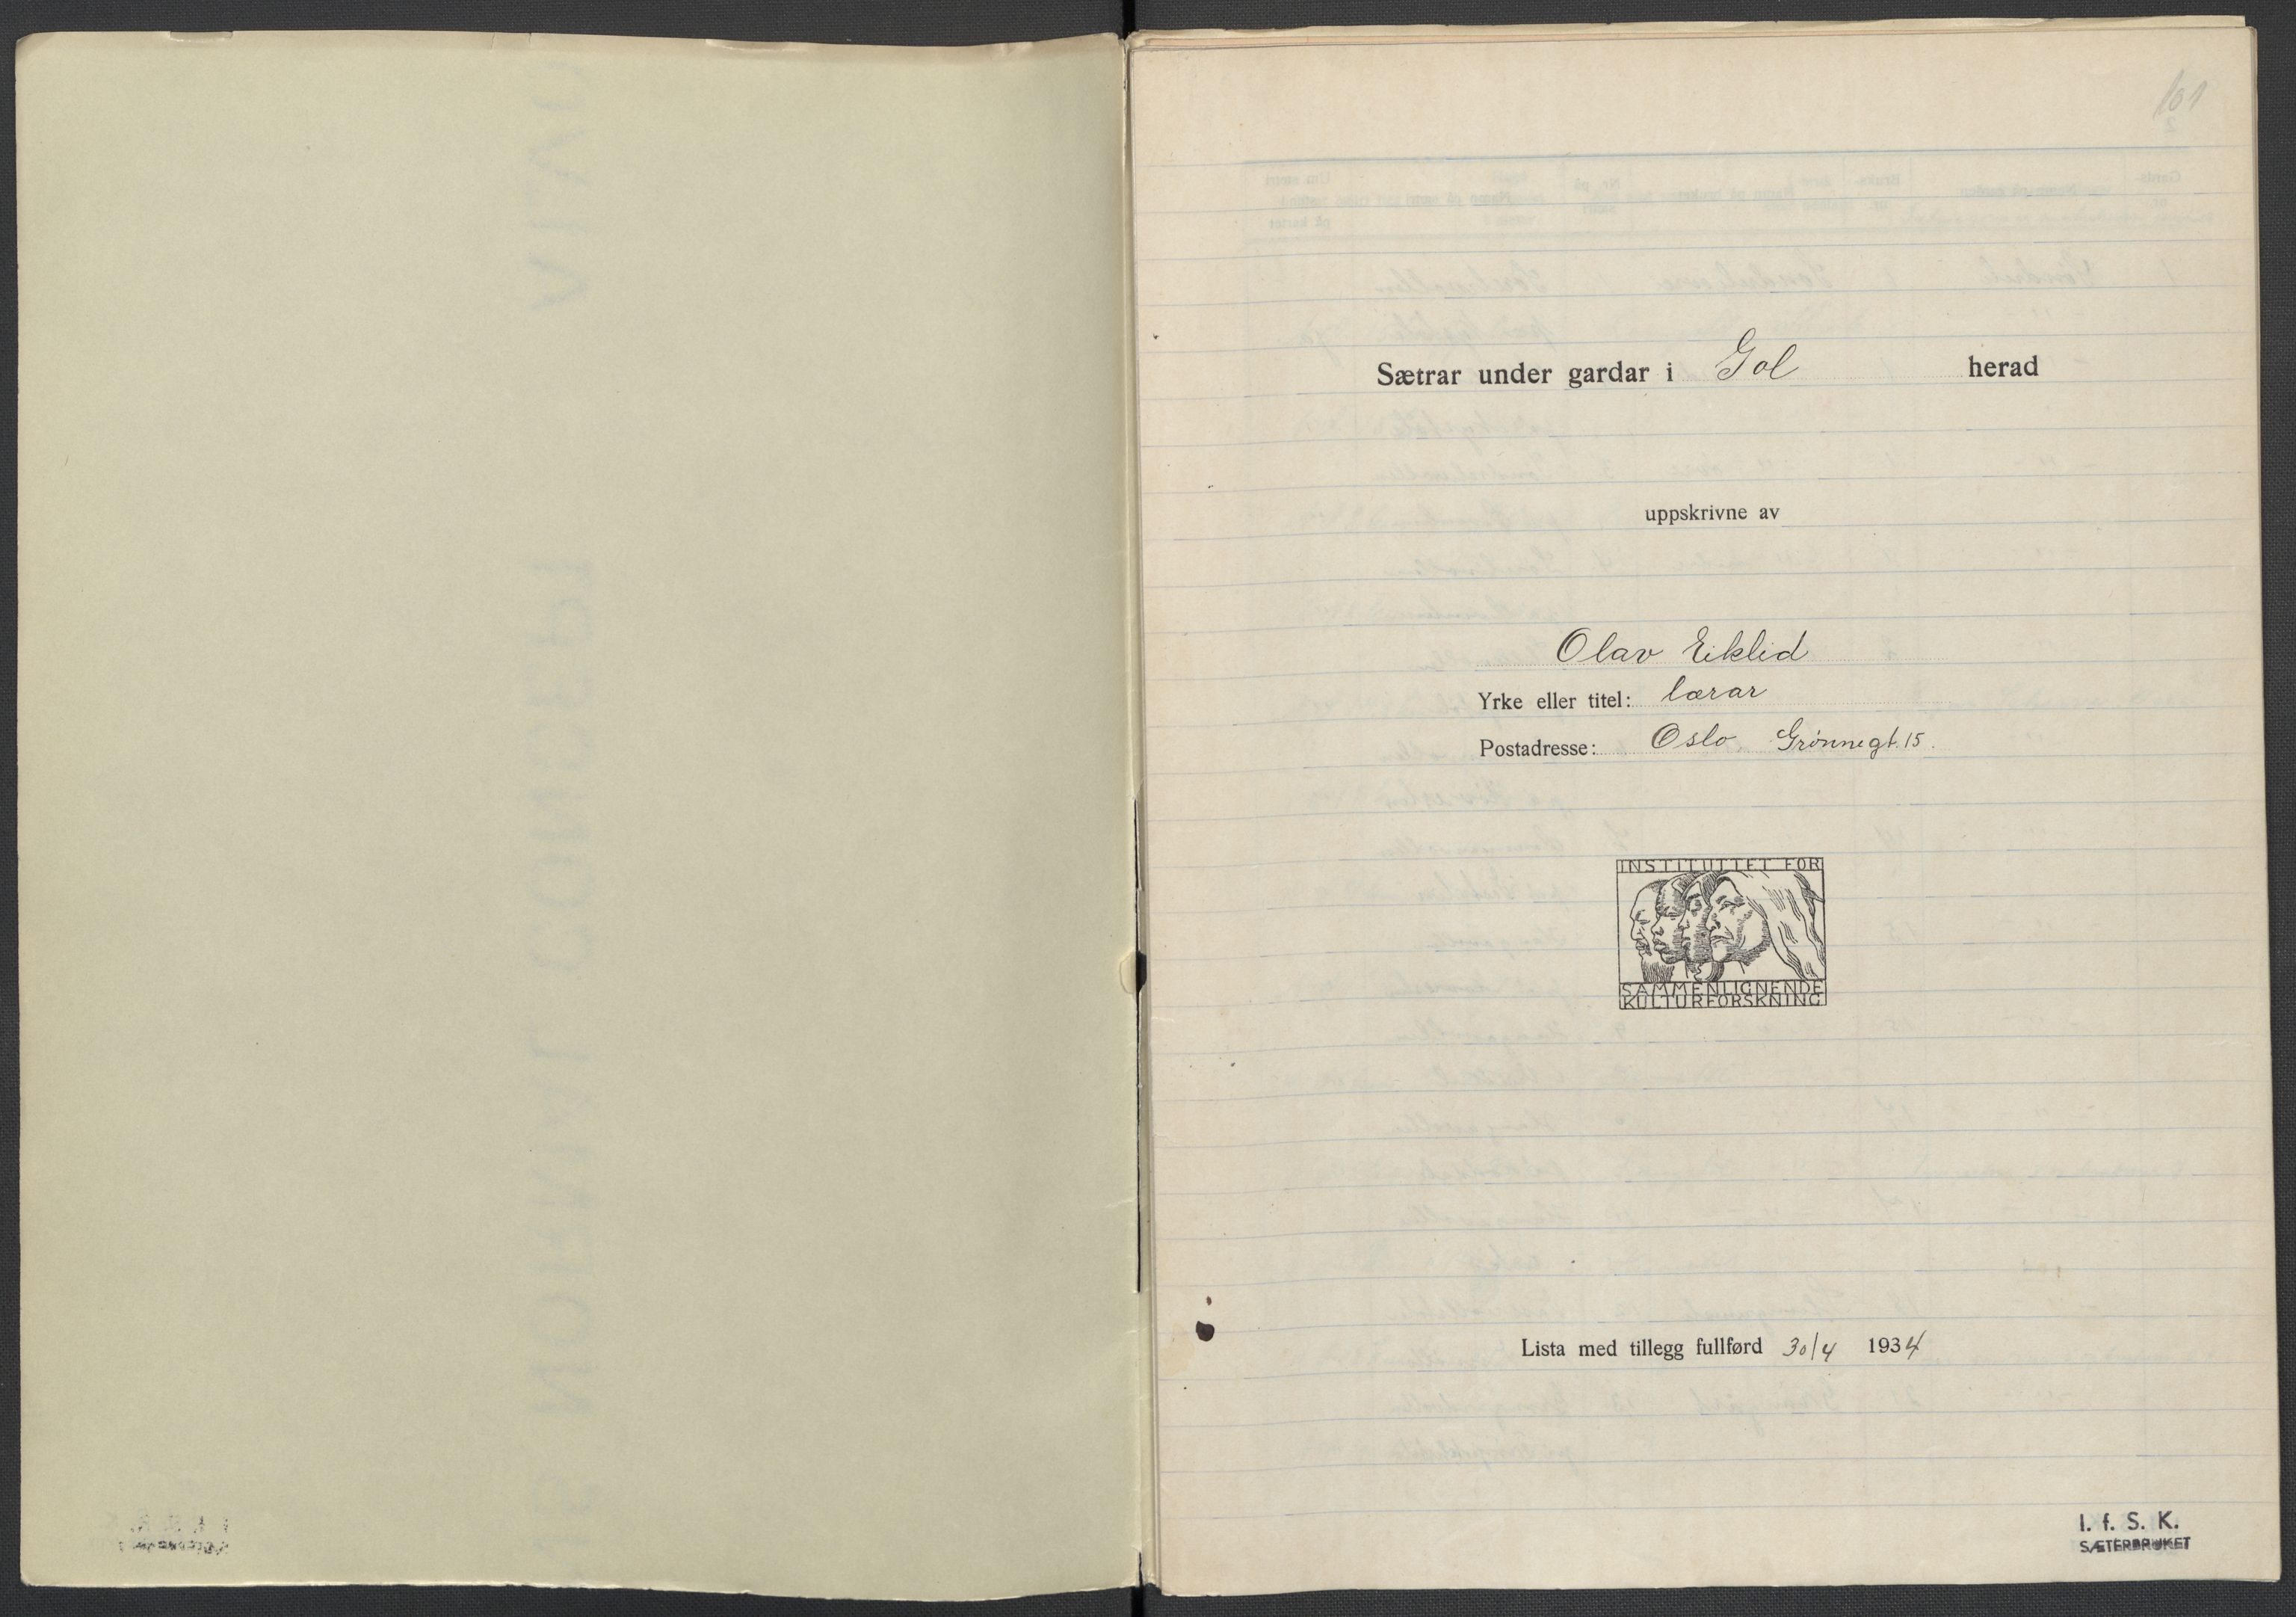 101
Sætrar under gardar i Gol herad
uppskrivne av
Olav Eiklid
Yrke eller titel: lærar
Postadresse: Oslo Grønnegt. 15.
INSTITUTTET FOR
SAMMENLIGNENDE
KULTURFORSKNING
Lista med tillegg fullførd 30/4 1934
I. f. S. K.
SÆTERBRUKET